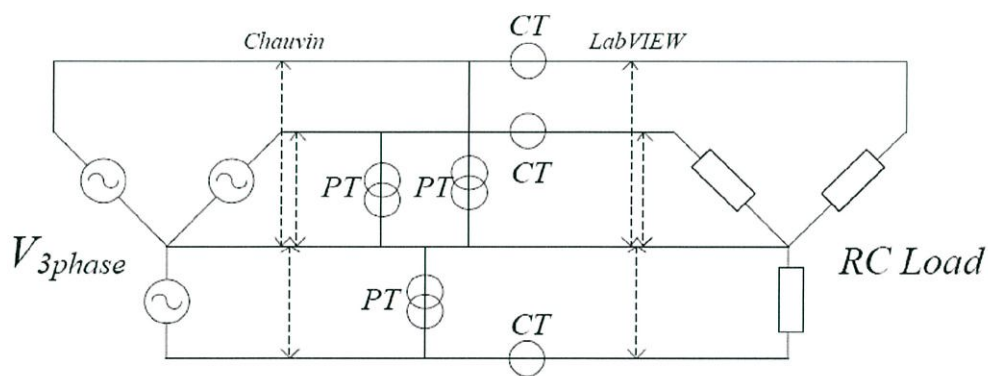 CT
Chauvin
LabVIEW
CT
PT
PT
V3phase
RC Load
PT
CT